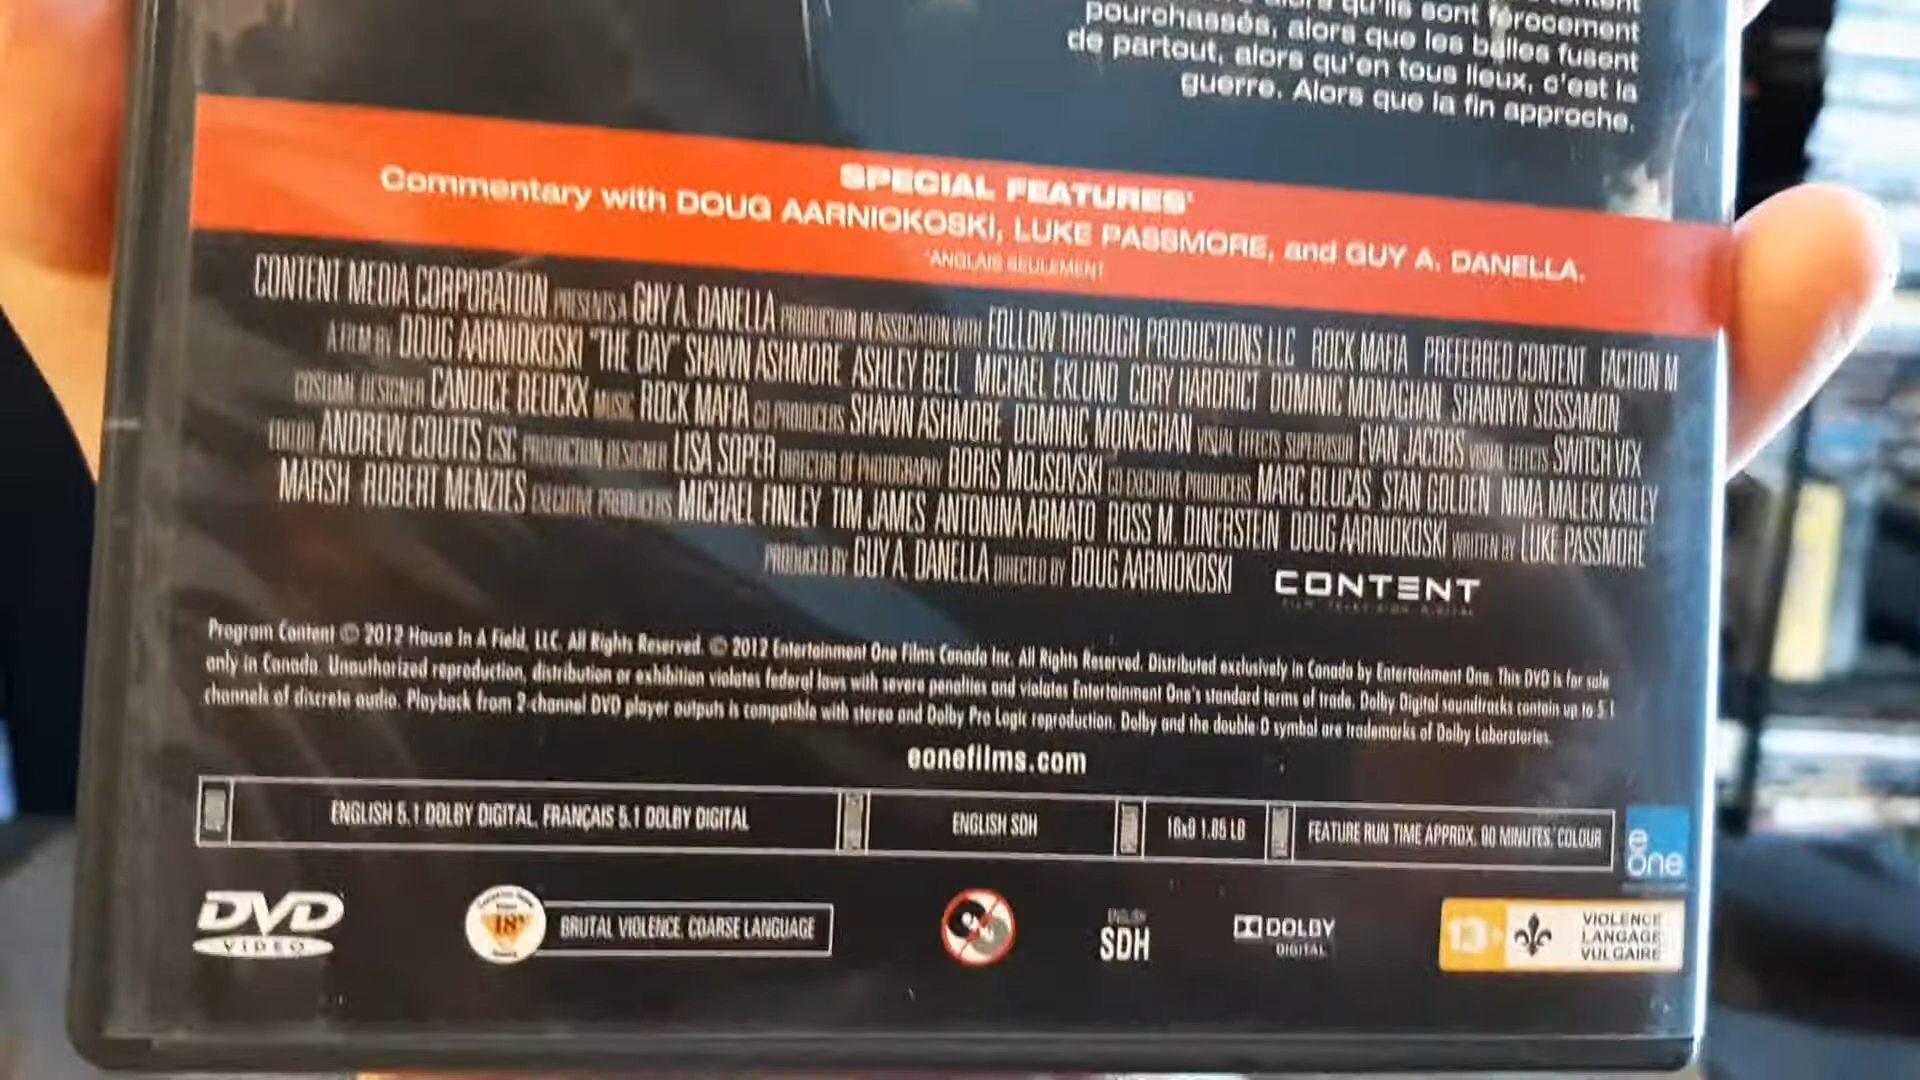 alors qu'ils sont férocement
pourchassés, alors que les balles fusent
de partout, alors qu'en tous lieux, c'est la
guerre. Alors que la fin approche.
SPECIAL FEATURES*
Commentary with DOUG AARNIOKOSKI, LUKE PASSMORE, and GUY A. DANELLA.
*ANGLAIS SEULEMENT
CONTENT MEDIA CORPORATION PRESENTS A GUY A. DANELLA PRODUCTION IN ASSOCIATION WITH FOLLOW THROUGH PRODUCTIONS LLC ROCK MAFIA PREFERRED CONTENT FACTION M
A FILM BY DOUG AARNIOKOSKI "THE DAY" SHAWN ASHMORE ASHLEY BELL MICHAEL EKLUND CORY HARDRICT DOMINIC MONAGHAN SHANNYN SOSSAMON
COSTUME DESIGNER CANDICE BEUCKX MUSIC ROCK MAFIA CO PRODUCERS SHAWN ASHMORE DOMINIC MONAGHAN VISUAL EFFECTS SUPERVISOR EVAN JACOBS VISUAL EFFECTS SWITCH VFX
EDITOR ANDREW COUTTS CSC PRODUCTION DESIGNER LISA SOPER DIRECTOR OF PHOTOGRAPHY BORIS MOJSOVSKI CO EXECUTIVE PRODUCERS MARC BLUCAS STAN GOLDEN NIMA MALEKI KAILEY
MARSH ROBERT MENZIES EXECUTIVE PRODUCERS MICHAEL FINLEY TIM JAMES ANTONINA ARMATO ROSS M. DINERSTEIN DOUG AARNIOKOSKI WRITTEN BY LUKE PASSMORE
PRODUCED BY GUY A. DANELLA DIRECTED BY DOUG AARNIOKOSKI
CONTENT
FILM TELEVISION DIGITAL
Program Content © 2012 House In A Field, LLC. All Rights Reserved. © 2012 Entertainment One Films Canada Inc. All Rights Reserved. Distributed exclusively in Canada by Entertainment One. This DVD is for sale
only in Canada. Unauthorized reproduction, distribution or exhibition violates federal laws with severe penalties and violates Entertainment One's standard terms of trade. Dolby Digital soundtracks contain up to 5.1
channels of discrete audio. Playback from 2-channel DVD player outputs is compatible with stereo and Dolby Pro Logic reproduction. Dolby and the double-D symbol are trademarks of Dolby Laboratories.
eonefilms.com
ENGLISH 5.1 DOLBY DIGITAL, FRANÇAIS 5.1 DOLBY DIGITAL
ENGLISH SDH
16x9 1.85 LB
FEATURE RUN TIME APPROX. 90 MINUTES. COLOUR
e one
DVD
VIDEO
18
BRUTAL VIOLENCE, COARSE LANGUAGE
ENGLISH
SDH
DOLBY
DIGITAL
13+
VIOLENCE
LANGAGE
VULGAIRE